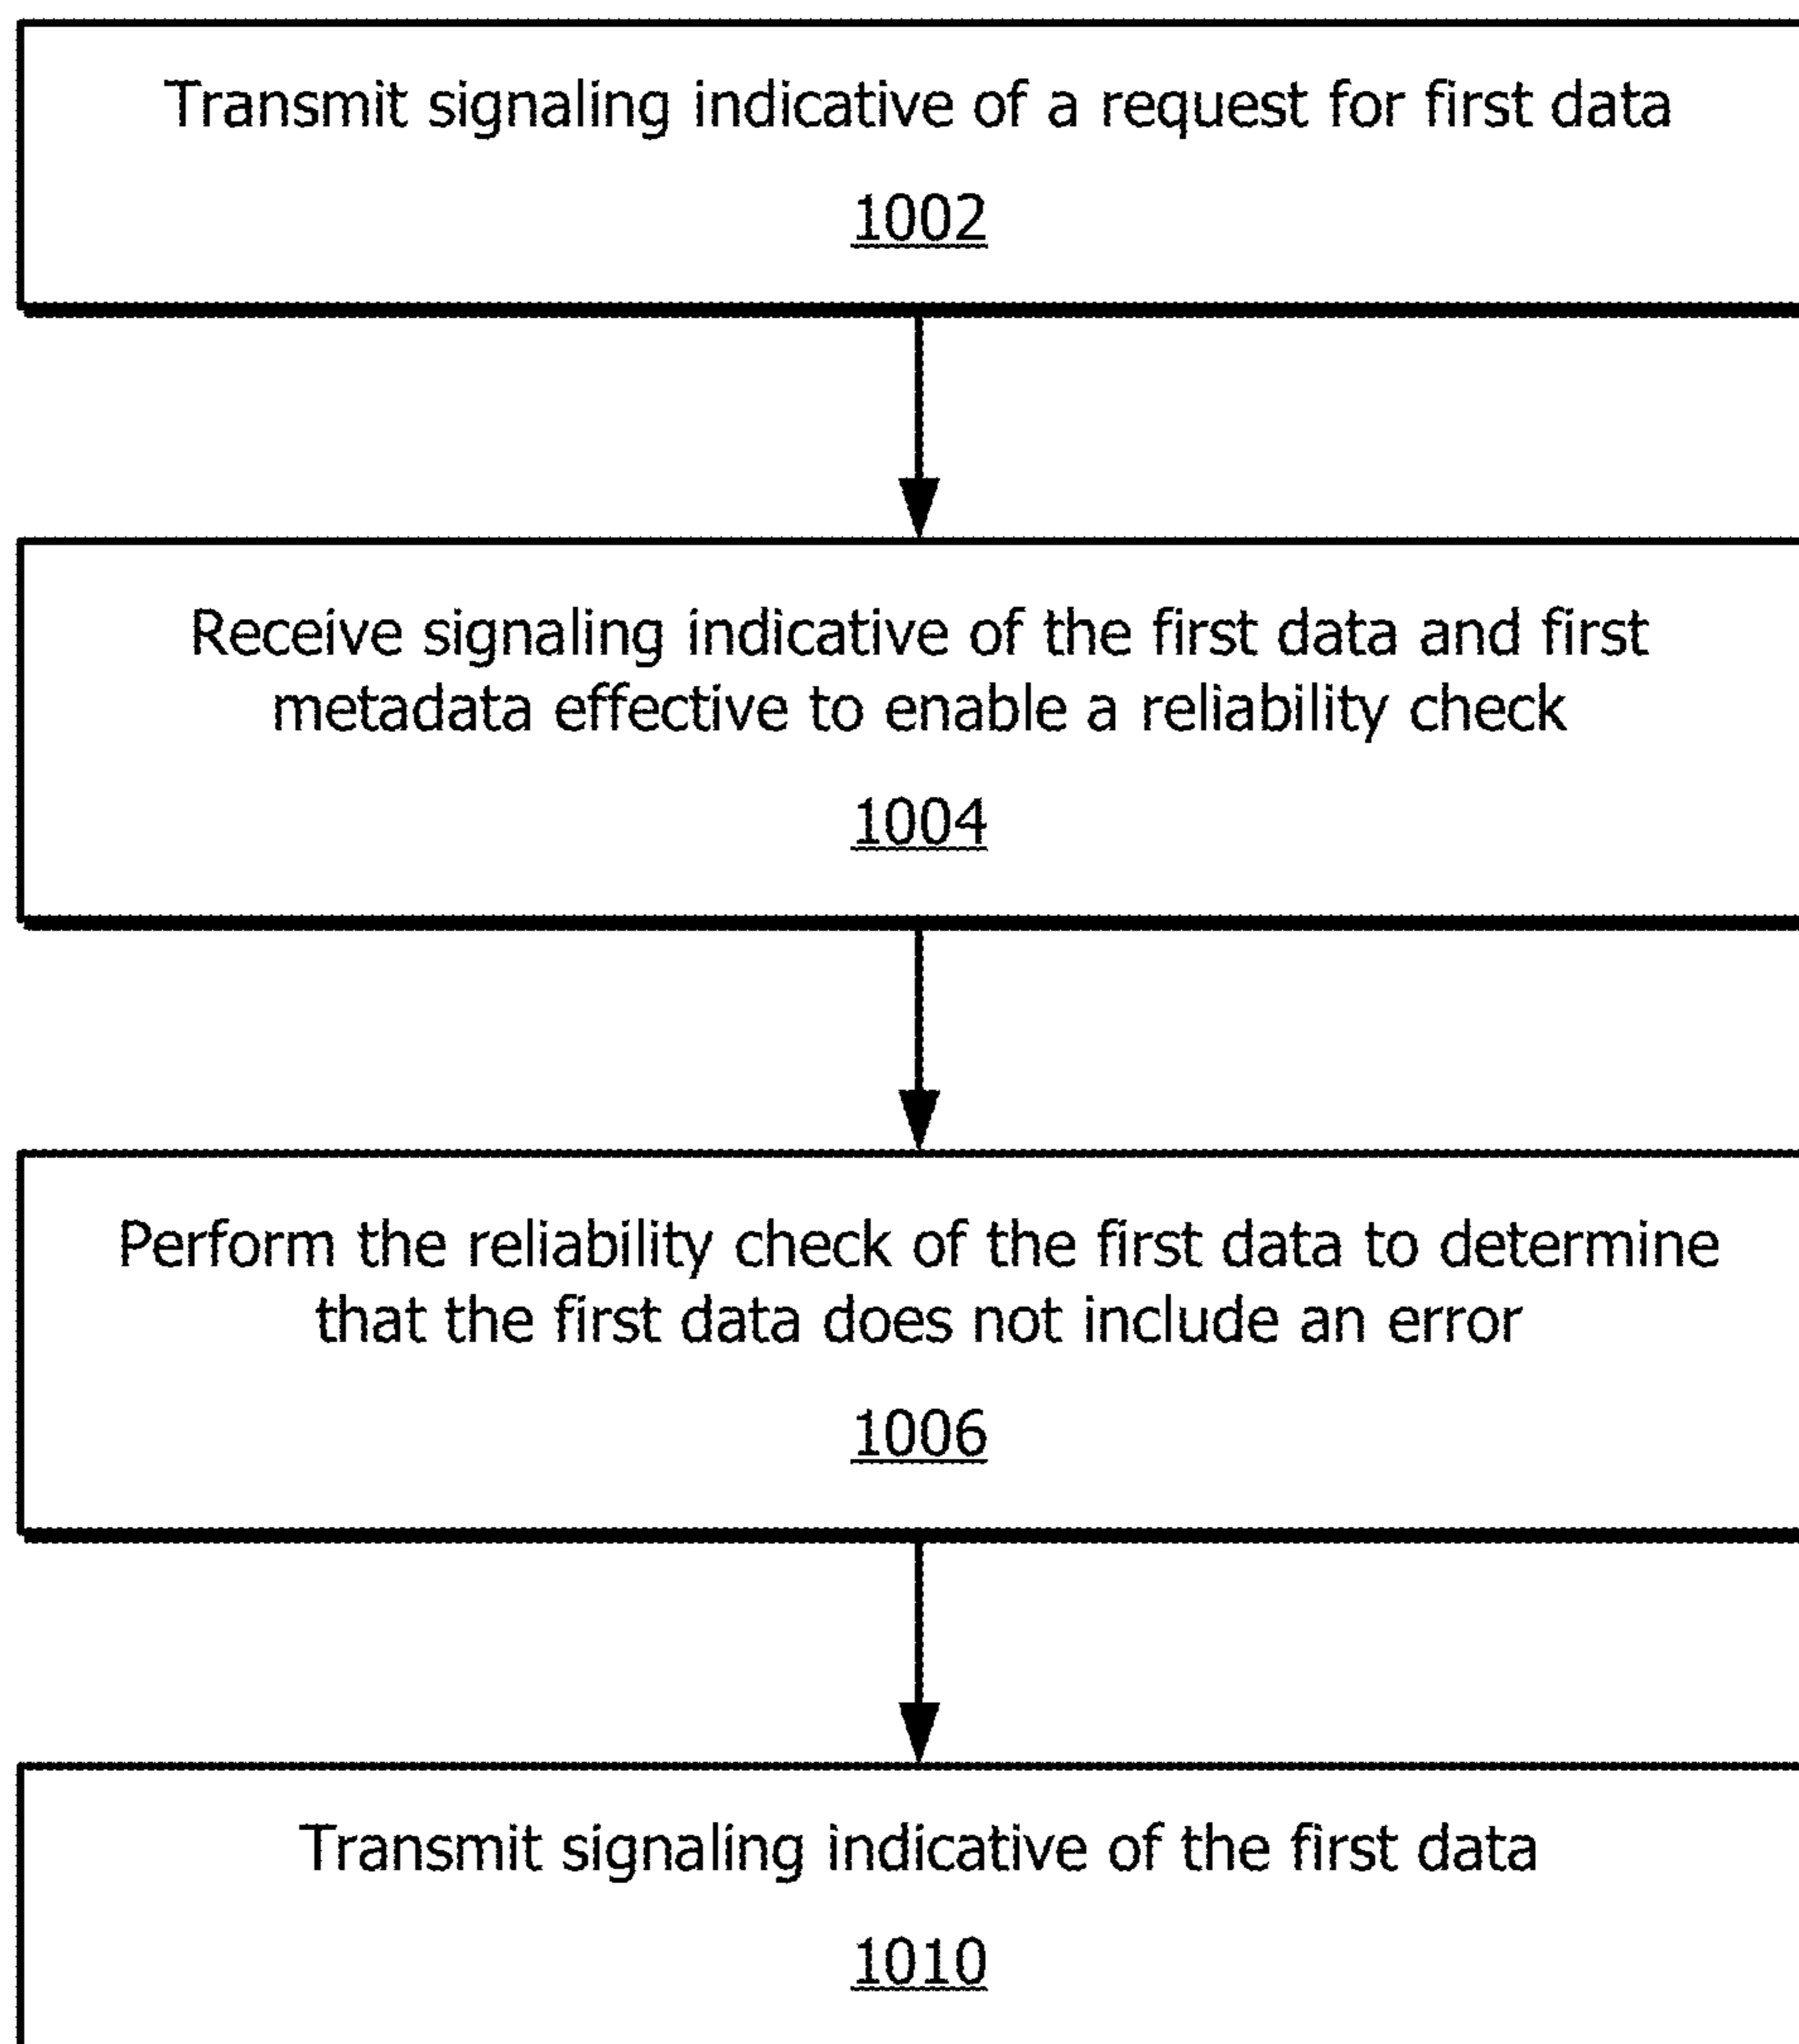 Transmit signaling indicative of a request for first data
1002
Receive signaling indicative of the first data and first
metadata effective to enable a reliability check
1004
Perform the reliability check of the first data to determine
that the first data does not include an error
1006
Transmit signaling indicative of the first data
1010